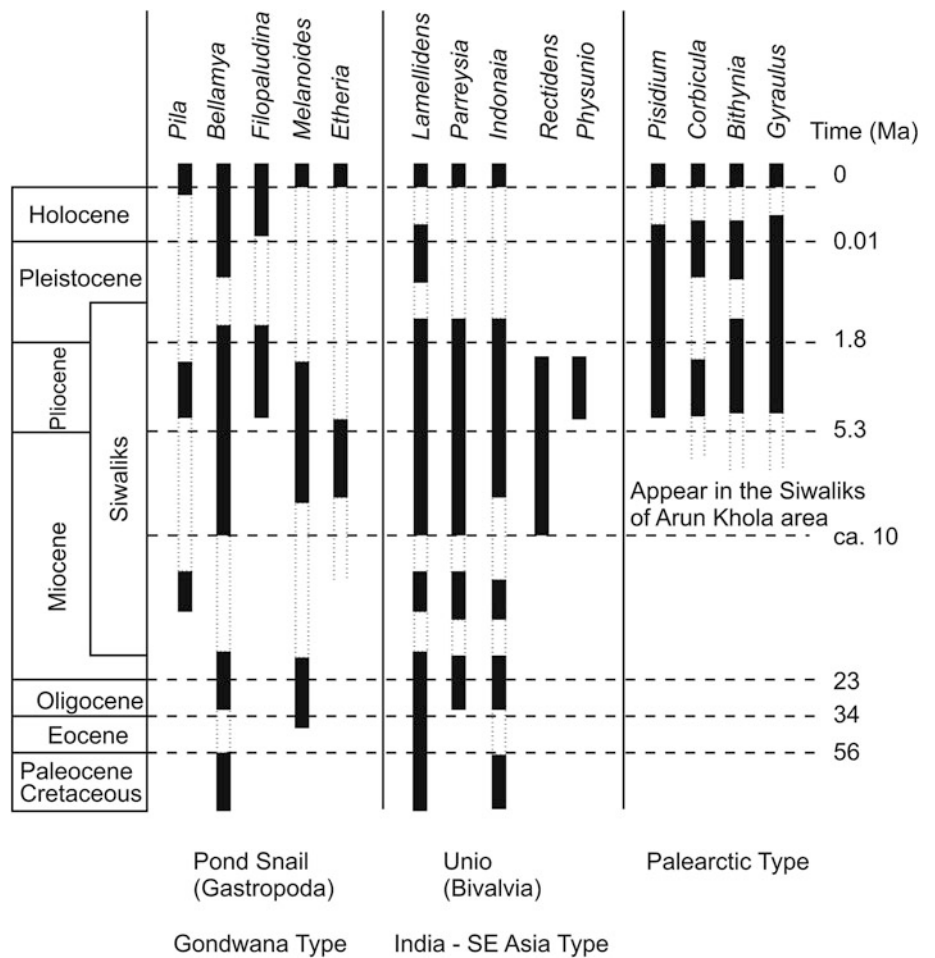 Pila
Bellamya
Filopaludina
Melanoides
Etheria
Lamellidens
Parreysia
Indonaia
Rectidens
Physunio
Pisidium
Corbicula
Bithynia
Gyraulus
Time (Ma)
0
Holocene
0.01
Pleistocene
1.8
Pliocene
5.3
Siwaliks
Appear in the Siwaliks
of Arun Khola area
ca. 10
Miocene
23
Oligocene
34
Eocene
56
Paleocene
Cretaceous
Pond Snail
(Gastropoda)
Unio
(Bivalvia)
Palearctic Type
Gondwana Type
India - SE Asia Type